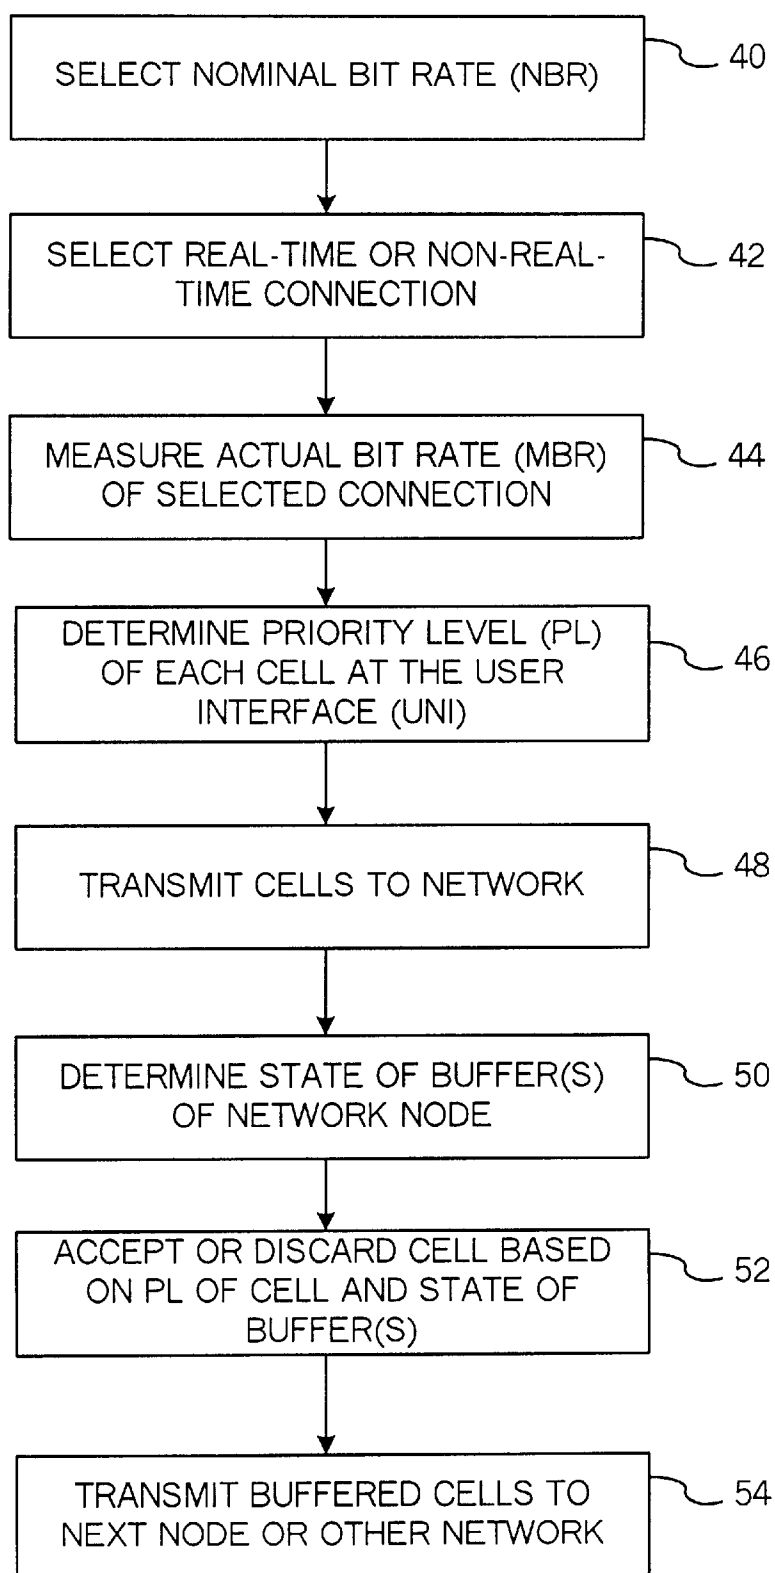 SELECT NOMINAL BIT RATE (NBR)
40
SELECT REAL-TIME OR NON-REAL-
TIME CONNECTION
42
MEASURE ACTUAL BIT RATE (MBR)
OF SELECTED CONNECTION
44
DETERMINE PRIORITY LEVEL (PL)
OF EACH CELL AT THE USER
INTERFACE (UNI)
46
TRANSMIT CELLS TO NETWORK
48
DETERMINE STATE OF BUFFER(S)
OF NETWORK NODE
50
ACCEPT OR DISCARD CELL BASED
ON PL OF CELL AND STATE OF
BUFFER(S)
52
TRANSMIT BUFFERED CELLS TO
NEXT NODE OR OTHER NETWORK
54